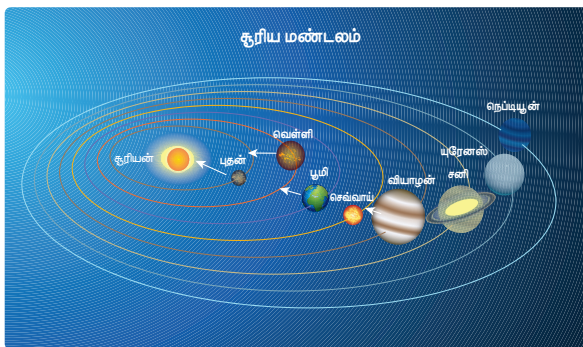 சூரிய மண்டலம்
நெப்டியூன்
வெள்ளி
யுரேனஸ்
சூரியன்
புதன்
பூமி
சனி
செவ்வாய்
வியாழன்